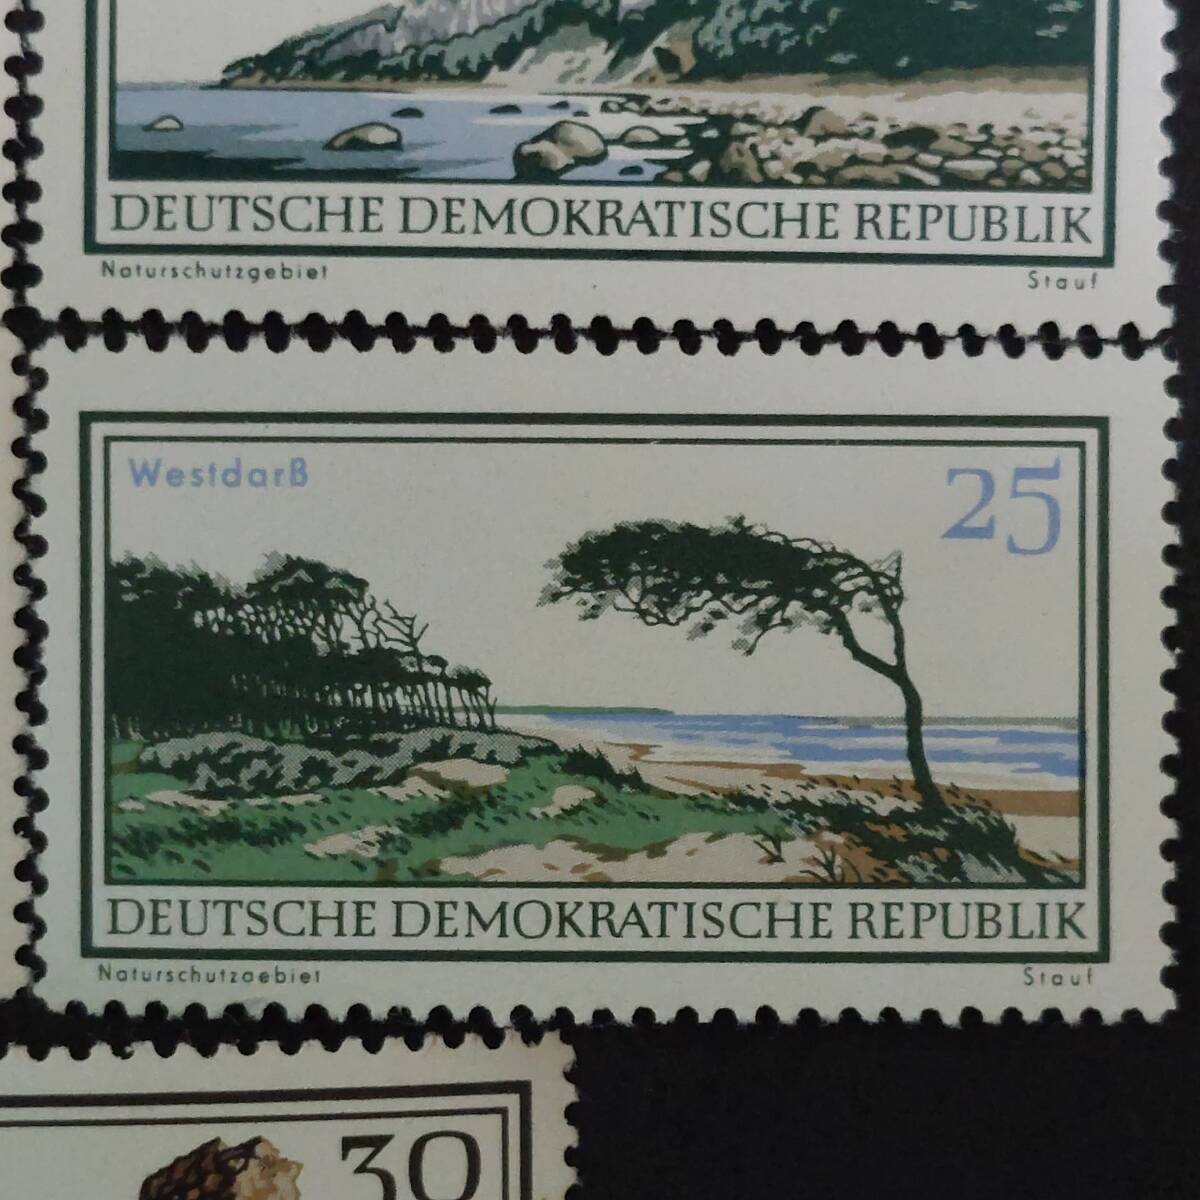 DEUTSCHE DEMOKRATISCHE REPUBLIK
Naturschutzgebiet Stauf
Westdarß 25
DEUTSCHE DEMOKRATISCHE REPUBLIK
Naturschutzgebiet Stauf
30